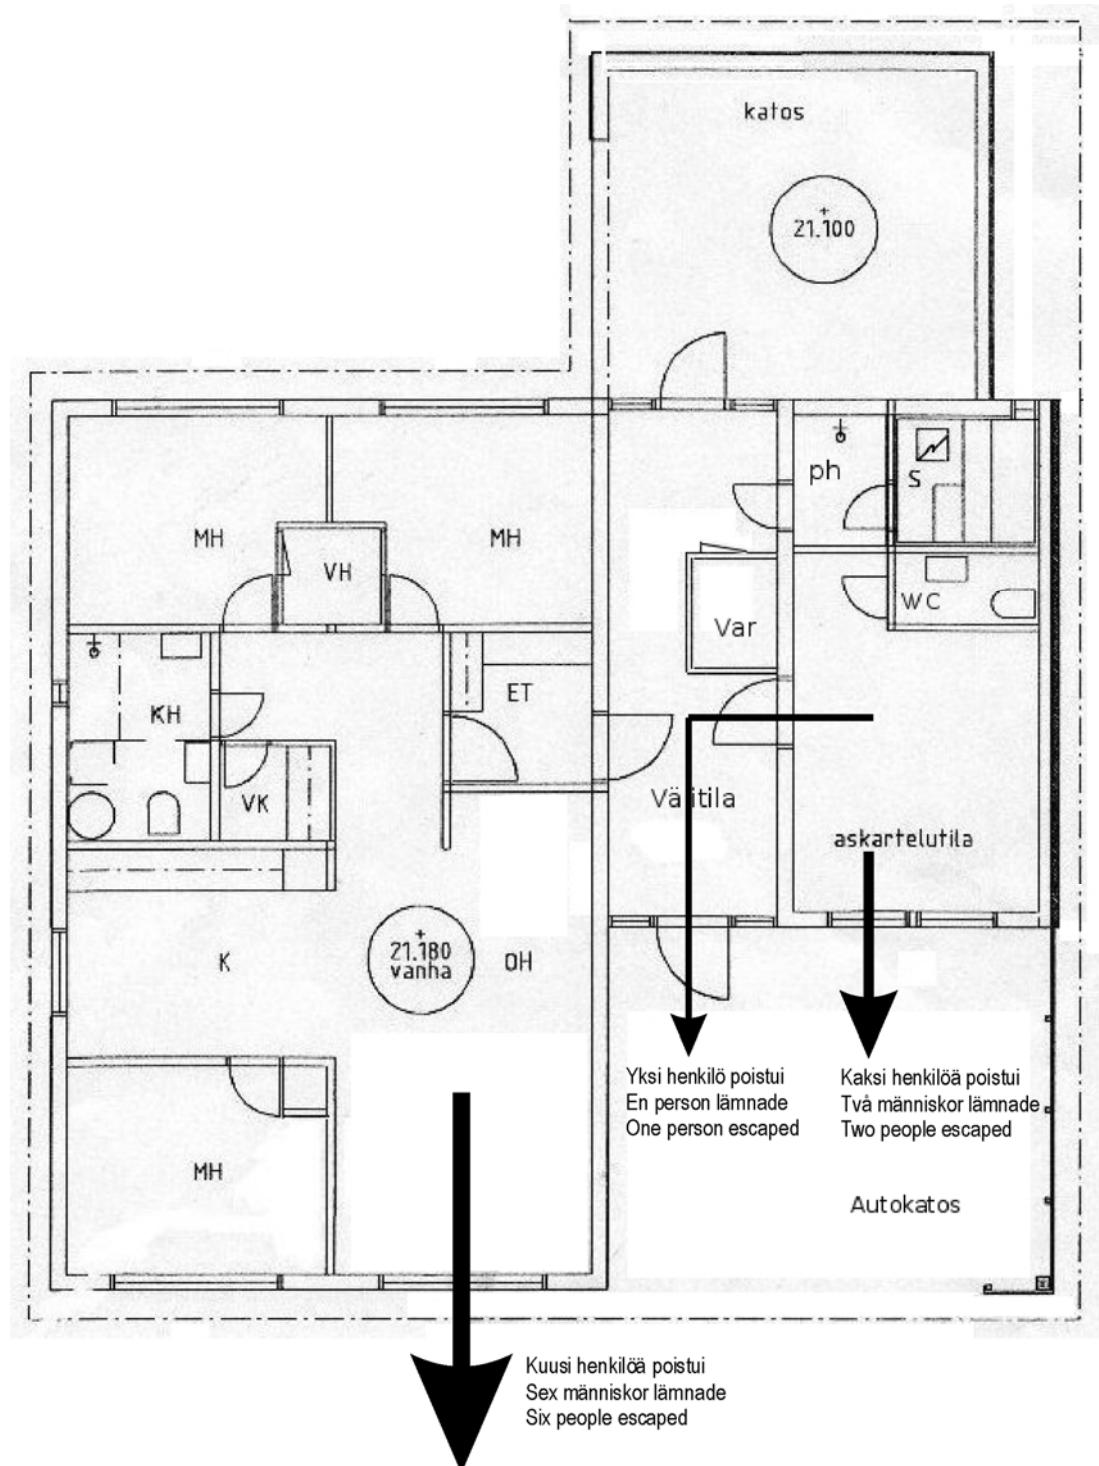 katos
+
21.100
MH
MH
VH
ph
S
WC
Var
ET
KH
VK
Välitila
askartelutila
K
+
21.180
vanha
OH
MH
Yksi henkilö poistui
En person lämnade
One person escaped
Kaksi henkilöä poistui
Två människor lämnade
Two people escaped
Autokatos
Kuusi henkilöä poistui
Sex människor lämnade
Six people escaped